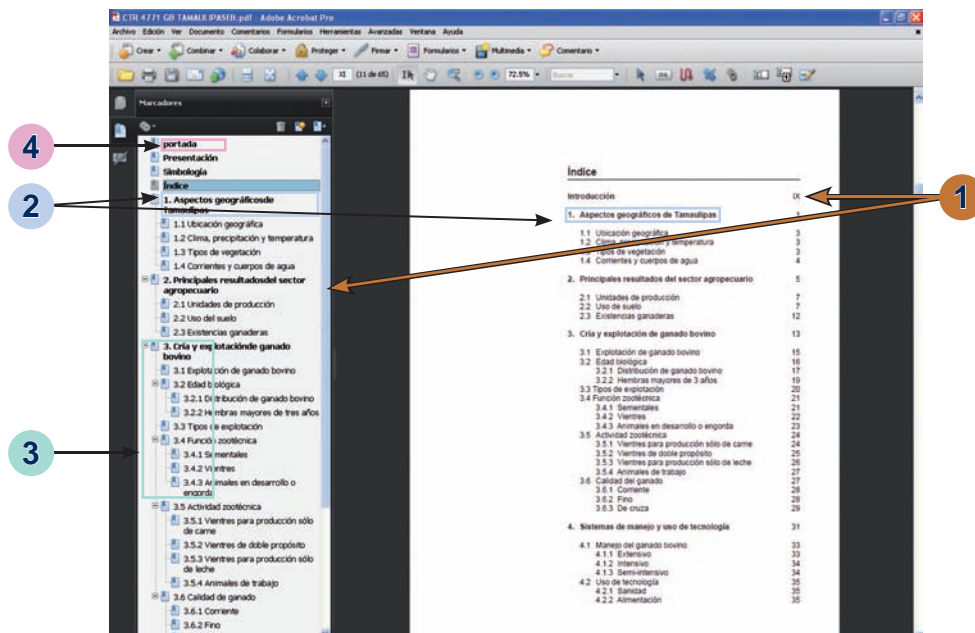 CTR 4771 GB TAMAULIPASEB.pdf - Adobe Acrobat Pro
Archivo Edición Ver Documento Comentarios Formularios Herramientas Avanzadas Ventana Ayuda
Crear Combinar Colaborar Proteger Firmar Formularios Multimedia Comentario
XI (11 de 65) 72.5% Buscar
Marcadores
portada
Presentación
Simbología
Índice
1. Aspectos geográficosde
Tamaulipas
1.1 Ubicación geográfica
1.2 Clima, precipitación y temperatura
1.3 Tipos de vegetación
1.4 Corrientes y cuerpos de agua
2. Principales resultadosdel sector
agropecuario
2.1 Unidades de producción
2.2 Uso del suelo
2.3 Existencias ganaderas
3. Cría y explotaciónde ganado
bovino
3.1 Explotación de ganado bovino
3.2 Edad biológica
3.2.1 Distribución de ganado bovino
3.2.2 Hembras mayores de tres años
3.3 Tipos de explotación
3.4 Función zootécnica
3.4.1 Sementales
3.4.2 Vientres
3.4.3 Animales en desarrollo o
engorda
3.5 Actividad zootécnica
3.5.1 Vientres para producción sólo
de carne
3.5.2 Vientres de doble propósito
3.5.3 Vientres para producción sólo
de leche
3.5.4 Animales de trabajo
3.6 Calidad de ganado
3.6.1 Corriente
3.6.2 Fino
4
2
3
1
Índice
Introducción IX
1. Aspectos geográficos de Tamaulipas 1
1.1 Ubicación geográfica 3
1.2 Clima, precipitación y temperatura 3
1.3 Tipos de vegetación 3
1.4 Corrientes y cuerpos de agua 4
2. Principales resultados del sector agropecuario 5
2.1 Unidades de producción 7
2.2 Uso de suelo 7
2.3 Existencias ganaderas 12
3. Cría y explotación de ganado bovino 13
3.1 Explotación de ganado bovino 15
3.2 Edad biológica 16
3.2.1 Distribución de ganado bovino 17
3.2.2 Hembras mayores de 3 años 19
3.3 Tipos de explotación 20
3.4 Función zootécnica 21
3.4.1 Sementales 21
3.4.2 Vientres 22
3.4.3 Animales en desarrollo o engorda 23
3.5 Actividad zootécnica 24
3.5.1 Vientres para producción sólo de carne 24
3.5.2 Vientres de doble propósito 25
3.5.3 Vientres para producción sólo de leche 26
3.5.4 Animales de trabajo 27
3.6 Calidad del ganado 27
3.6.1 Corriente 28
3.6.2 Fino 28
3.6.3 De cruza 29
4. Sistemas de manejo y uso de tecnología 31
4.1 Manejo del ganado bovino 33
4.1.1 Extensivo 33
4.1.2 Intensivo 34
4.1.3 Semi-intensivo 34
4.2 Uso de tecnología 35
4.2.1 Sanidad 35
4.2.2 Alimentación 35